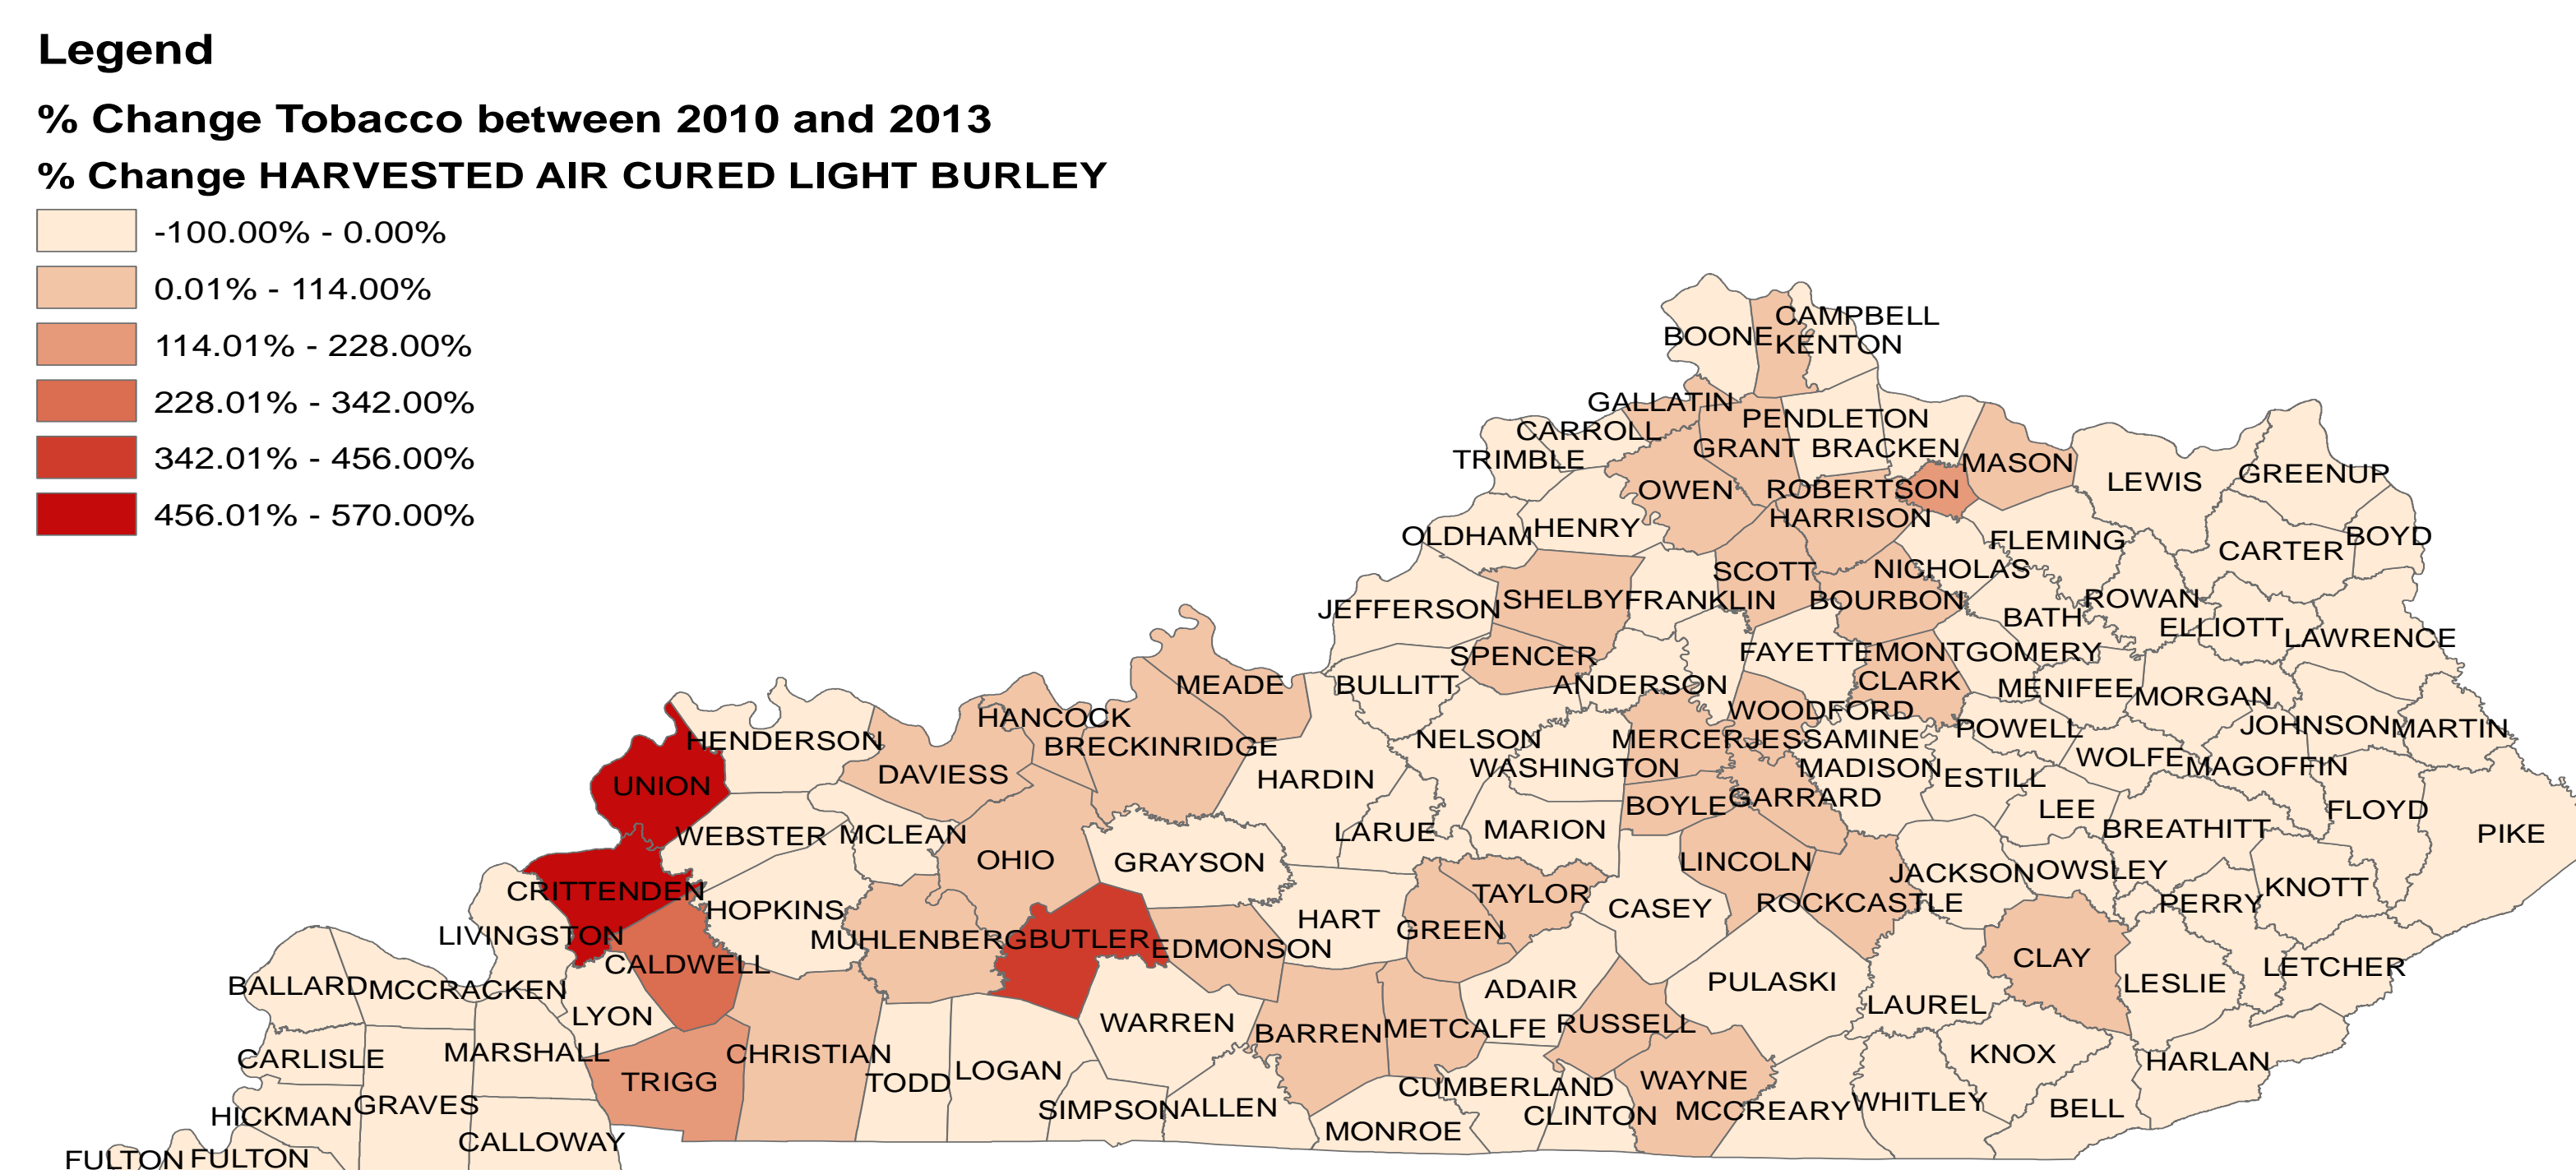 Legend
% Change Tobacco between 2010 and 2013
% Change HARVESTED AIR CURED LIGHT BURLEY
-100.00% - 0.00%
0.01% - 114.00%
114.01% - 228.00%
228.01% - 342.00%
342.01% - 456.00%
456.01% - 570.00%
CAMPBELL
BOONE
KENTON
GALLATIN
PENDLETON
CARROLL
GRANT
BRACKEN
TRIMBLE
MASON
LEWIS
GREENUP
OWEN
ROBERTSON
HARRISON
OLDHAM
HENRY
FLEMING
CARTER
BOYD
SCOTT
NICHOLAS
JEFFERSON
SHELBY
FRANKLIN
BOURBON
BATH
ROWAN
ELLIOTT
LAWRENCE
SPENCER
FAYETTE
MONTGOMERY
MEADE
BULLITT
ANDERSON
CLARK
MENIFEE
MORGAN
HANCOCK
WOODFORD
POWELL
JOHNSON
MARTIN
HENDERSON
BRECKINRIDGE
NELSON
MERCER
JESSAMINE
WOLFE
MAGOFFIN
UNION
DAVIESS
HARDIN
WASHINGTON
MADISON
ESTILL
BOYLE
GARRARD
LEE
FLOYD
WEBSTER
MCLEAN
LARUE
MARION
BREATHITT
PIKE
OHIO
GRAYSON
LINCOLN
JACKSON
OWSLEY
CRITTENDEN
TAYLOR
ROCKCASTLE
PERRY
KNOTT
HOPKINS
HART
CASEY
LIVINGSTON
MUHLENBERG
BUTLER
EDMONSON
GREEN
CALDWELL
CLAY
LETCHER
BALLARD
MCCRACKEN
ADAIR
PULASKI
LESLIE
LYON
WARREN
BARREN
METCALFE
RUSSELL
LAUREL
CARLISLE
MARSHALL
CHRISTIAN
KNOX
HARLAN
TRIGG
TODD
LOGAN
CUMBERLAND
WAYNE
HICKMAN
GRAVES
SIMPSON
ALLEN
CLINTON
MCCREARY
WHITLEY
BELL
CALLOWAY
MONROE
FULTON
FULTON